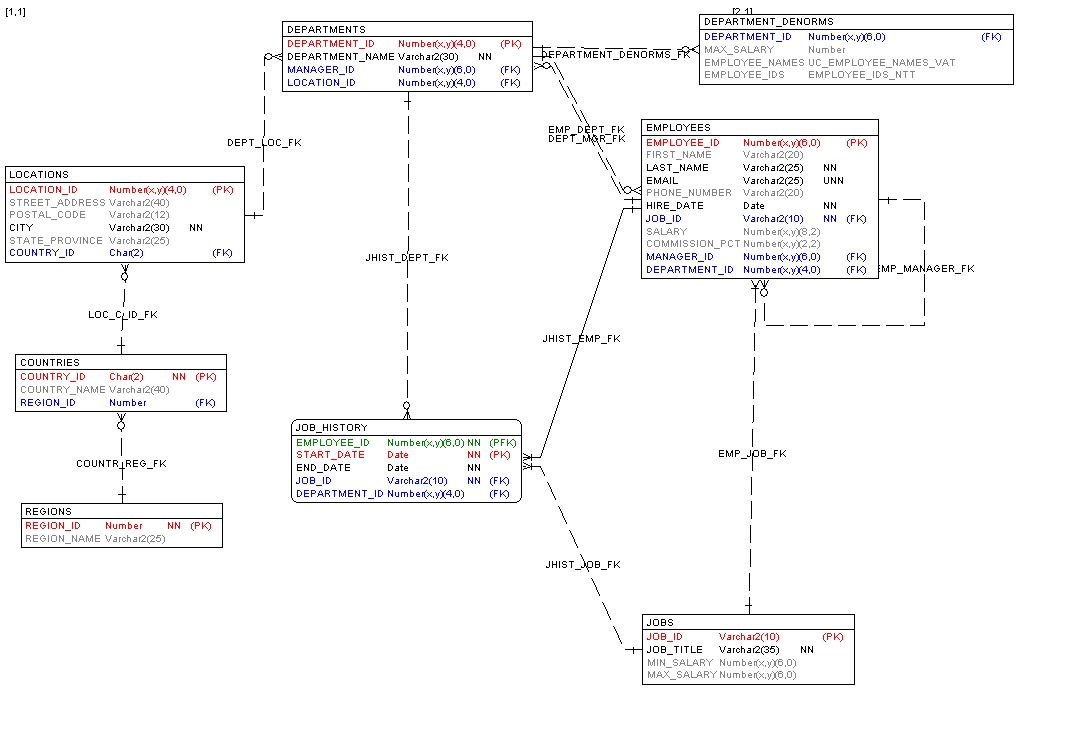 [1,1]
[2,1]
DEPARTMENTS
DEPARTMENT_ID Number(x,y)(4,0) (PK)
DEPARTMENT_NAME Varchar2(30) NN
MANAGER_ID Number(x,y)(6,0) (FK)
LOCATION_ID Number(x,y)(4,0) (FK)
DEPARTMENT_DENORMS_FK
DEPARTMENT_DENORMS
DEPARTMENT_ID Number(x,y)(6,0) (FK)
MAX_SALARY Number
EMPLOYEE_NAMES UC_EMPLOYEE_NAMES_VAT
EMPLOYEE_IDS EMPLOYEE_IDS_NTT
DEPT_LOC_FK
EMP_DEPT_FK
DEPT_MGR_FK
EMPLOYEES
EMPLOYEE_ID Number(x,y)(6,0) (PK)
FIRST_NAME Varchar2(20)
LAST_NAME Varchar2(25) NN
EMAIL Varchar2(25) UNN
PHONE_NUMBER Varchar2(20)
HIRE_DATE Date NN
JOB_ID Varchar2(10) NN (FK)
SALARY Number(x,y)(8,2)
COMMISSION_PCT Number(x,y)(2,2)
MANAGER_ID Number(x,y)(6,0) (FK)
DEPARTMENT_ID Number(x,y)(4,0) (FK)
EMP_MANAGER_FK
LOCATIONS
LOCATION_ID Number(x,y)(4,0) (PK)
STREET_ADDRESS Varchar2(40)
POSTAL_CODE Varchar2(12)
CITY Varchar2(30) NN
STATE_PROVINCE Varchar2(25)
COUNTRY_ID Char(2) (FK)
JHIST_DEPT_FK
LOC_C_ID_FK
JHIST_EMP_FK
COUNTRIES
COUNTRY_ID Char(2) NN (PK)
COUNTRY_NAME Varchar2(40)
REGION_ID Number (FK)
JOB_HISTORY
EMPLOYEE_ID Number(x,y)(6,0) NN (PFK)
START_DATE Date NN (PK)
END_DATE Date NN
JOB_ID Varchar2(10) NN (FK)
DEPARTMENT_ID Number(x,y)(4,0) (FK)
COUNTR_REG_FK
EMP_JOB_FK
REGIONS
REGION_ID Number NN (PK)
REGION_NAME Varchar2(25)
JHIST_JOB_FK
JOBS
JOB_ID Varchar2(10) (PK)
JOB_TITLE Varchar2(35) NN
MIN_SALARY Number(x,y)(6,0)
MAX_SALARY Number(x,y)(6,0)